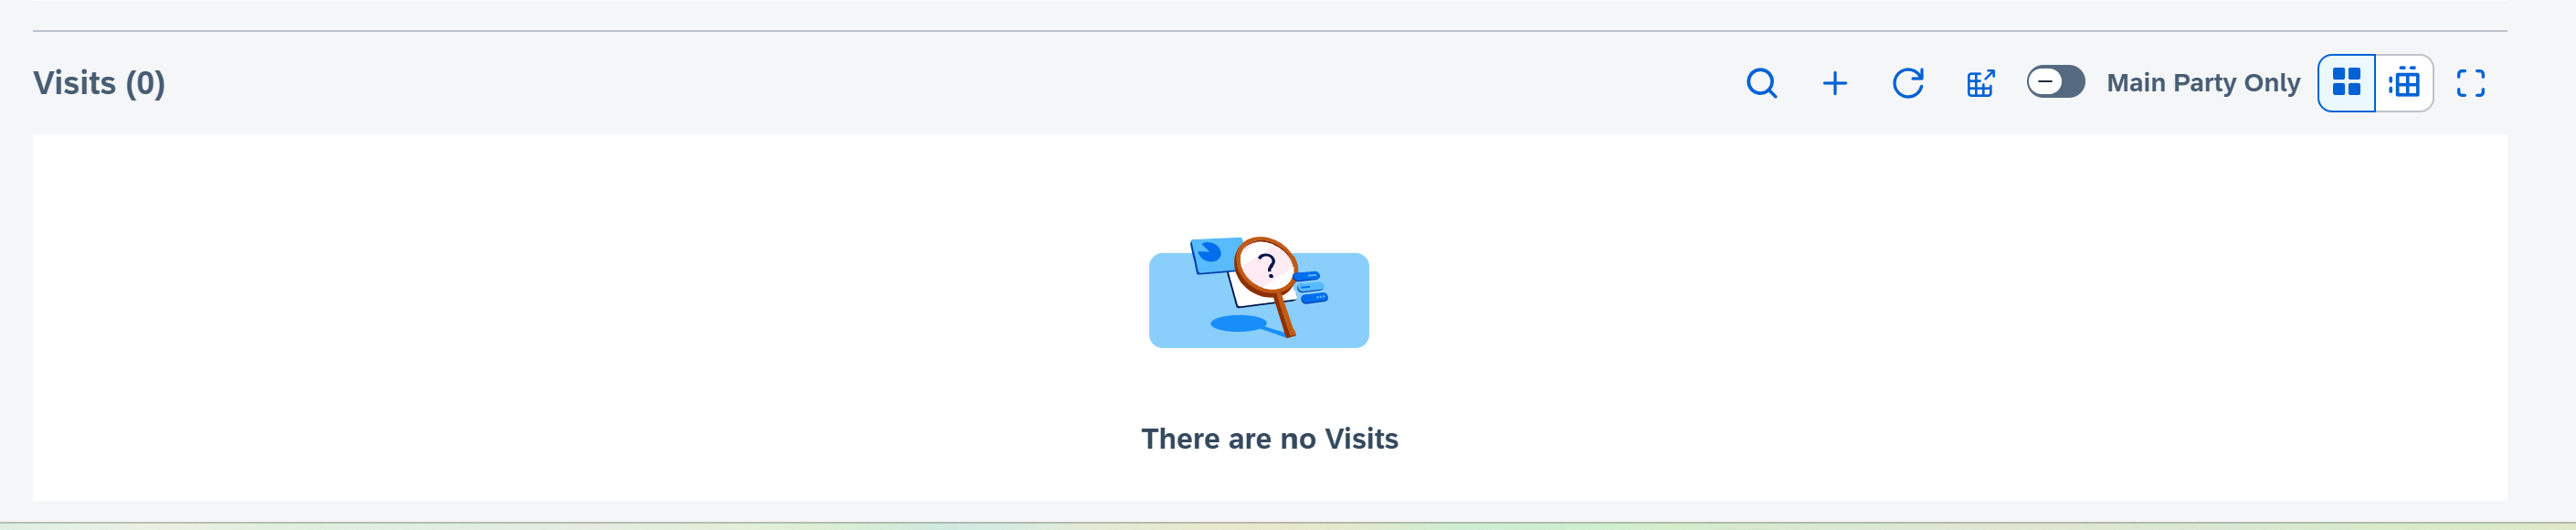 Visits (0)
Main Party Only
?
There are no Visits